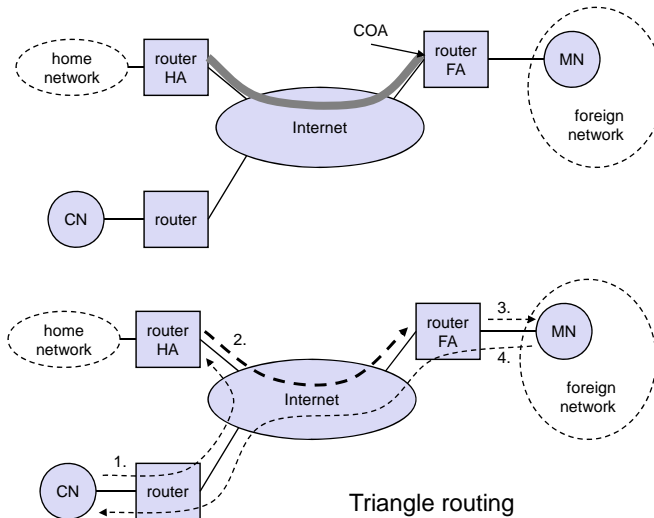 COA
home
network
router
HA
router
FA
MN
Internet
foreign
network
CN
router
home
network
router
HA
2.
router
FA
3.
MN
4.
Internet
foreign
network
1.
CN
router
Triangle routing